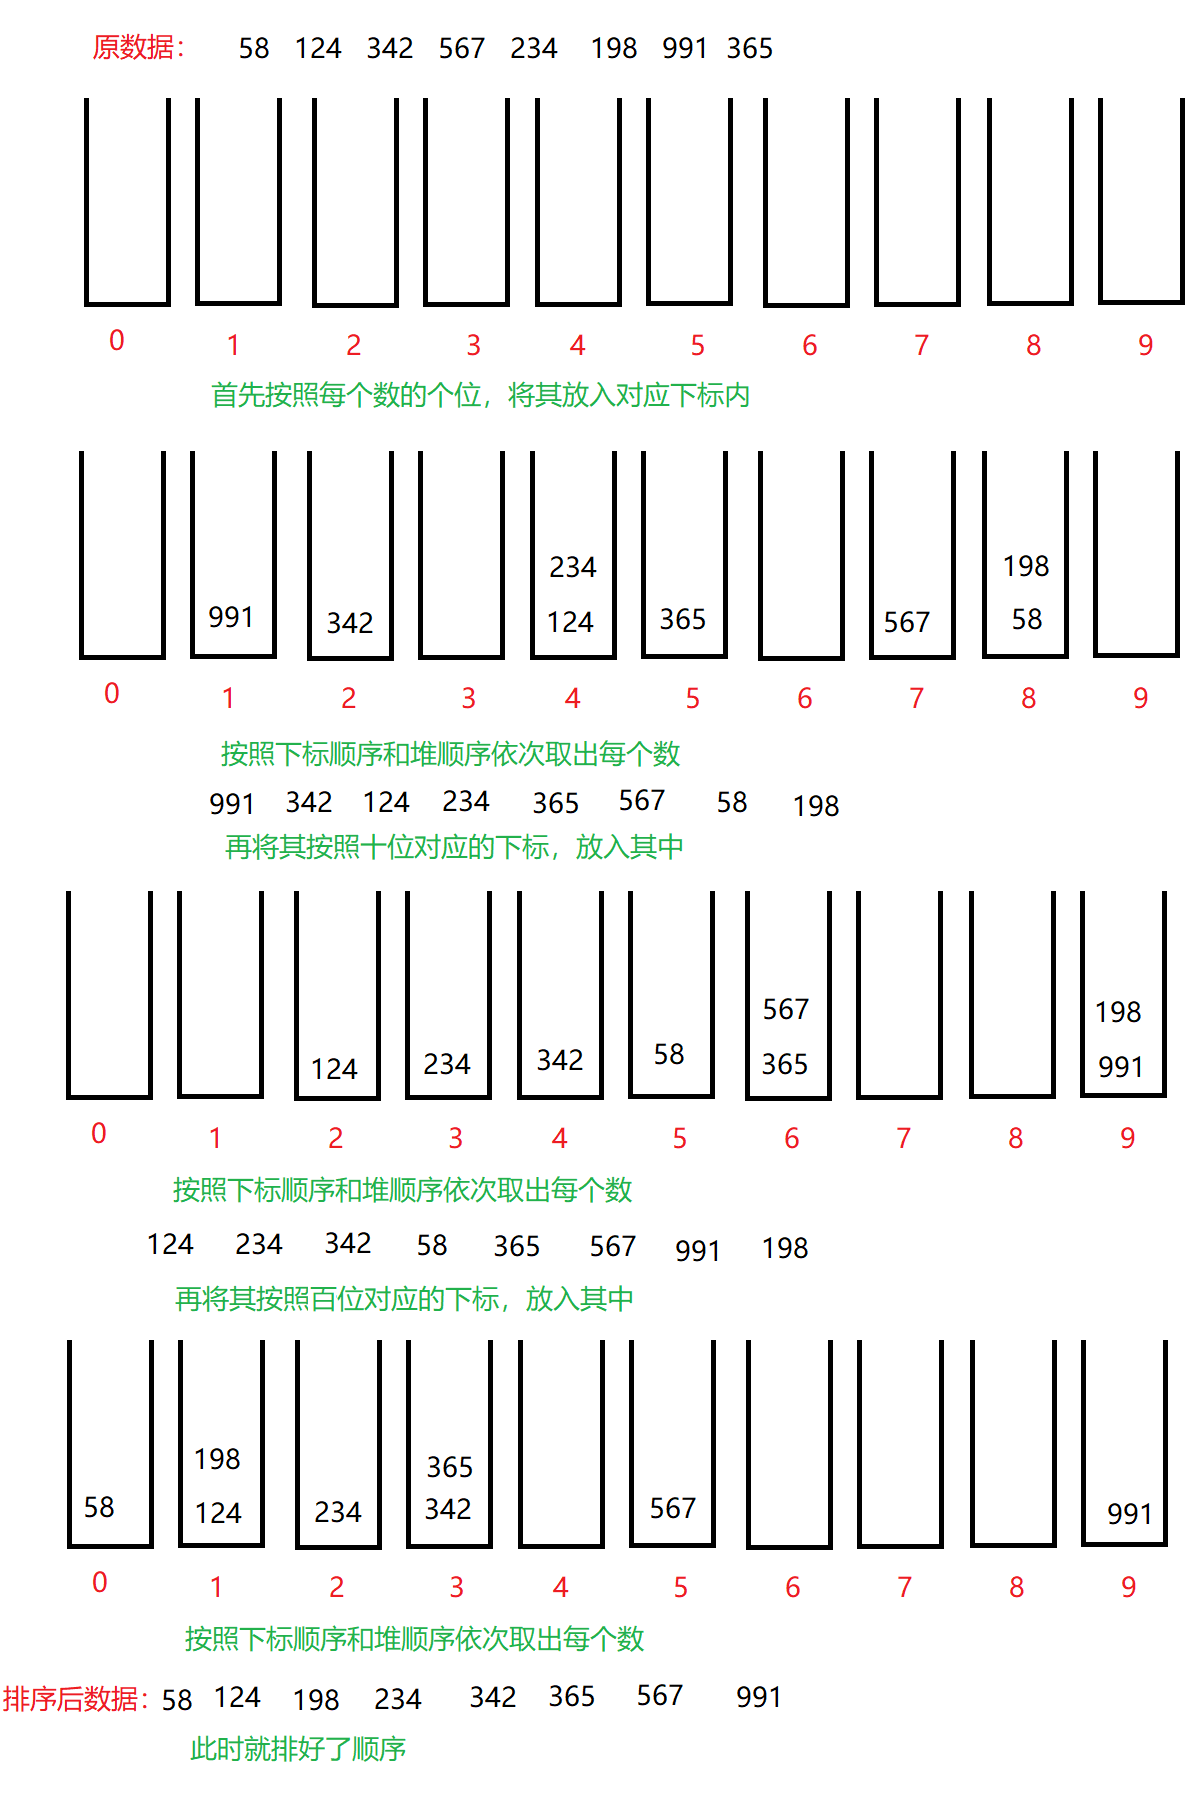 原数据： 58 124 342 567 234 198 991 365
0 1 2 3 4 5 6 7 8 9
首先按照每个数的个位，将其放入对应下标内
234 198
991 342 124 365 567 58
0 1 2 3 4 5 6 7 8 9
按照下标顺序和堆顺序依次取出每个数
991 342 124 234 365 567 58 198
再将其按照十位对应的下标，放入其中
567 198
124 234 342 58 365 991
0 1 2 3 4 5 6 7 8 9
按照下标顺序和堆顺序依次取出每个数
124 234 342 58 365 567 991 198
再将其按照百位对应的下标，放入其中
198 365
58 124 234 342 567 991
0 1 2 3 4 5 6 7 8 9
按照下标顺序和堆顺序依次取出每个数
排序后数据：58 124 198 234 342 365 567 991
此时就排好了顺序